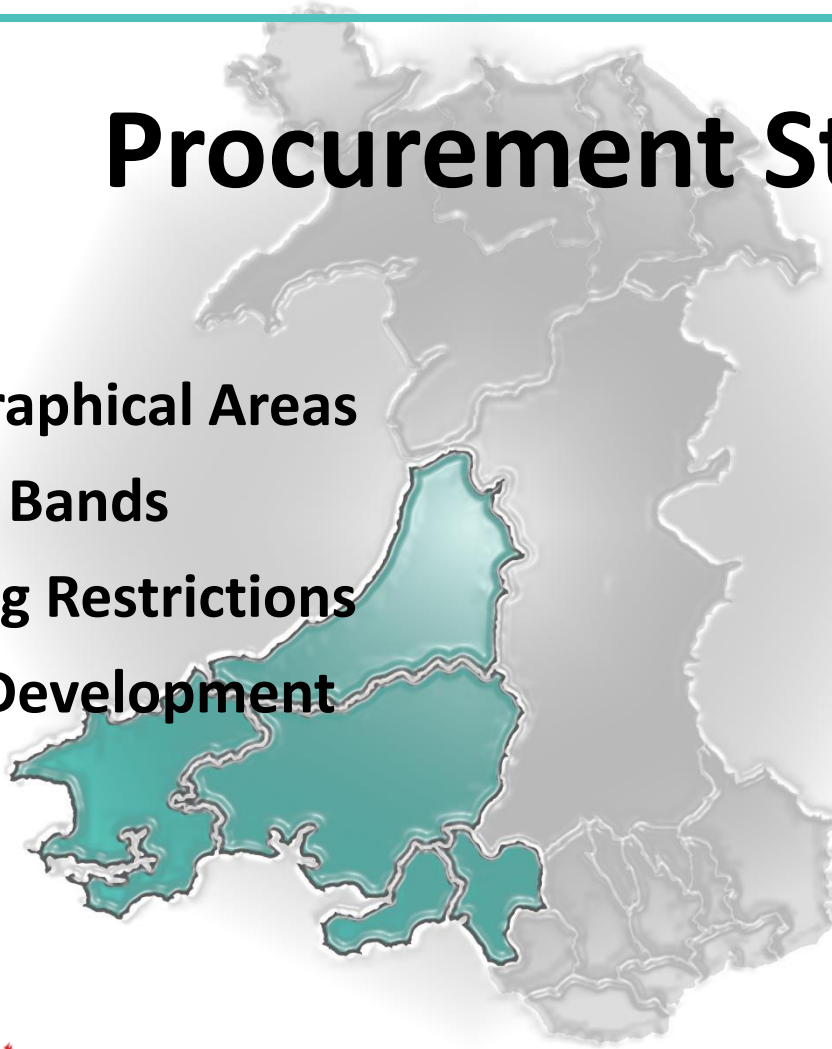 Procurement St
raphical Areas
Bands
g Restrictions
Development